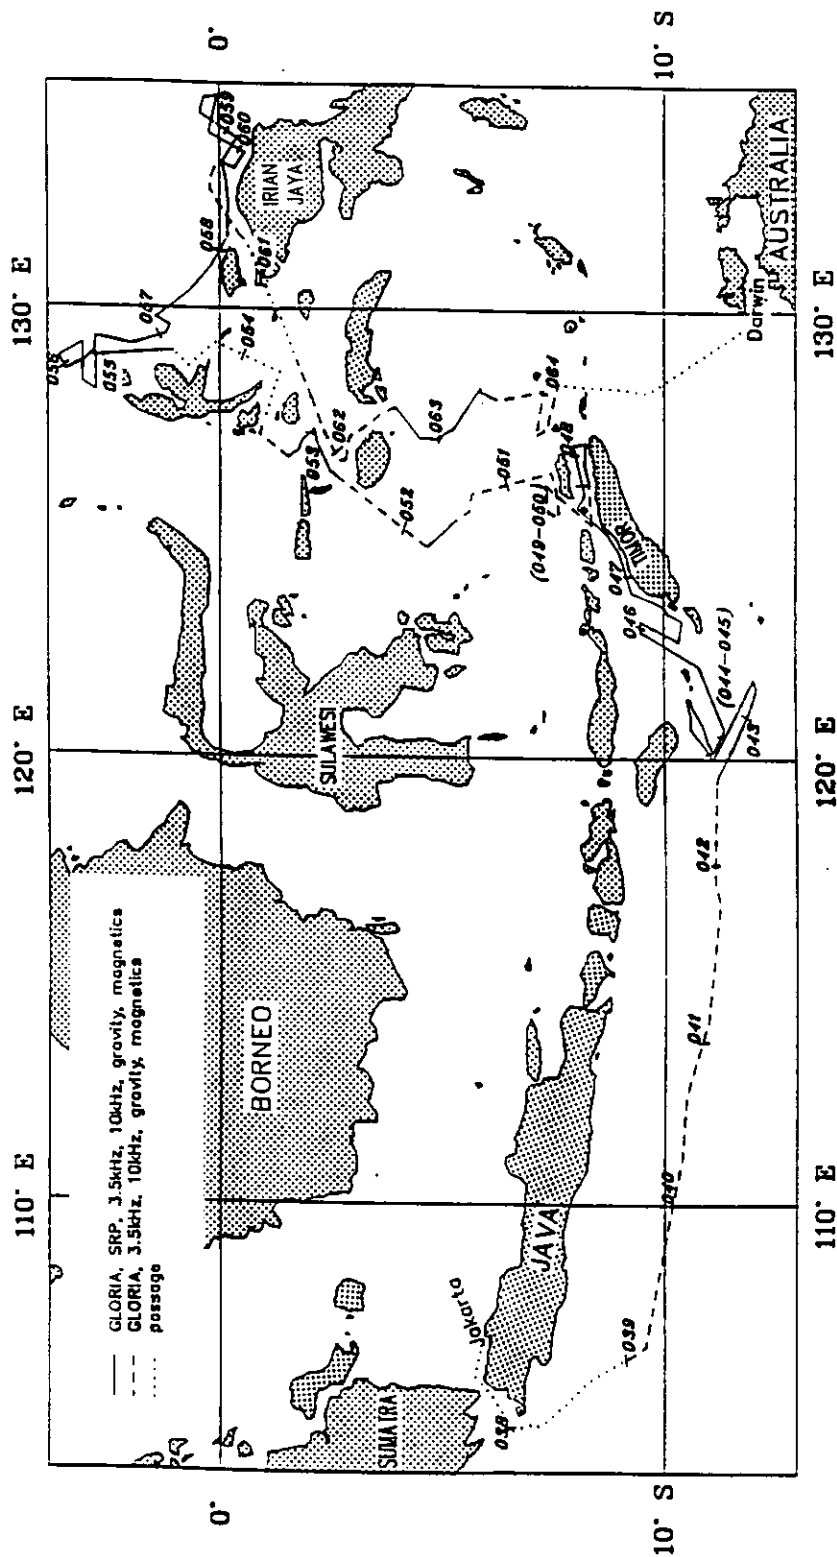 110° E
120° E
130° E
GLORIA, SRP, 3.5kHz, 10kHz, gravity, magnetics
GLORIA, 3.5kHz, 10kHz, gravity, magnetics
passage
056
055
057
0°
0°
058
059
060
054
061
IRIAN
JAYA
BORNEO
SULAWESI
053
062
SUMATRA
052
063
Jakarta
051
038
JAVA
(049-050)
064
048
TIMOR
047
046
039
10° S
10° S
040
041
042
(044-045)
043
Darwin
AUSTRALIA
110° E
120° E
130° E